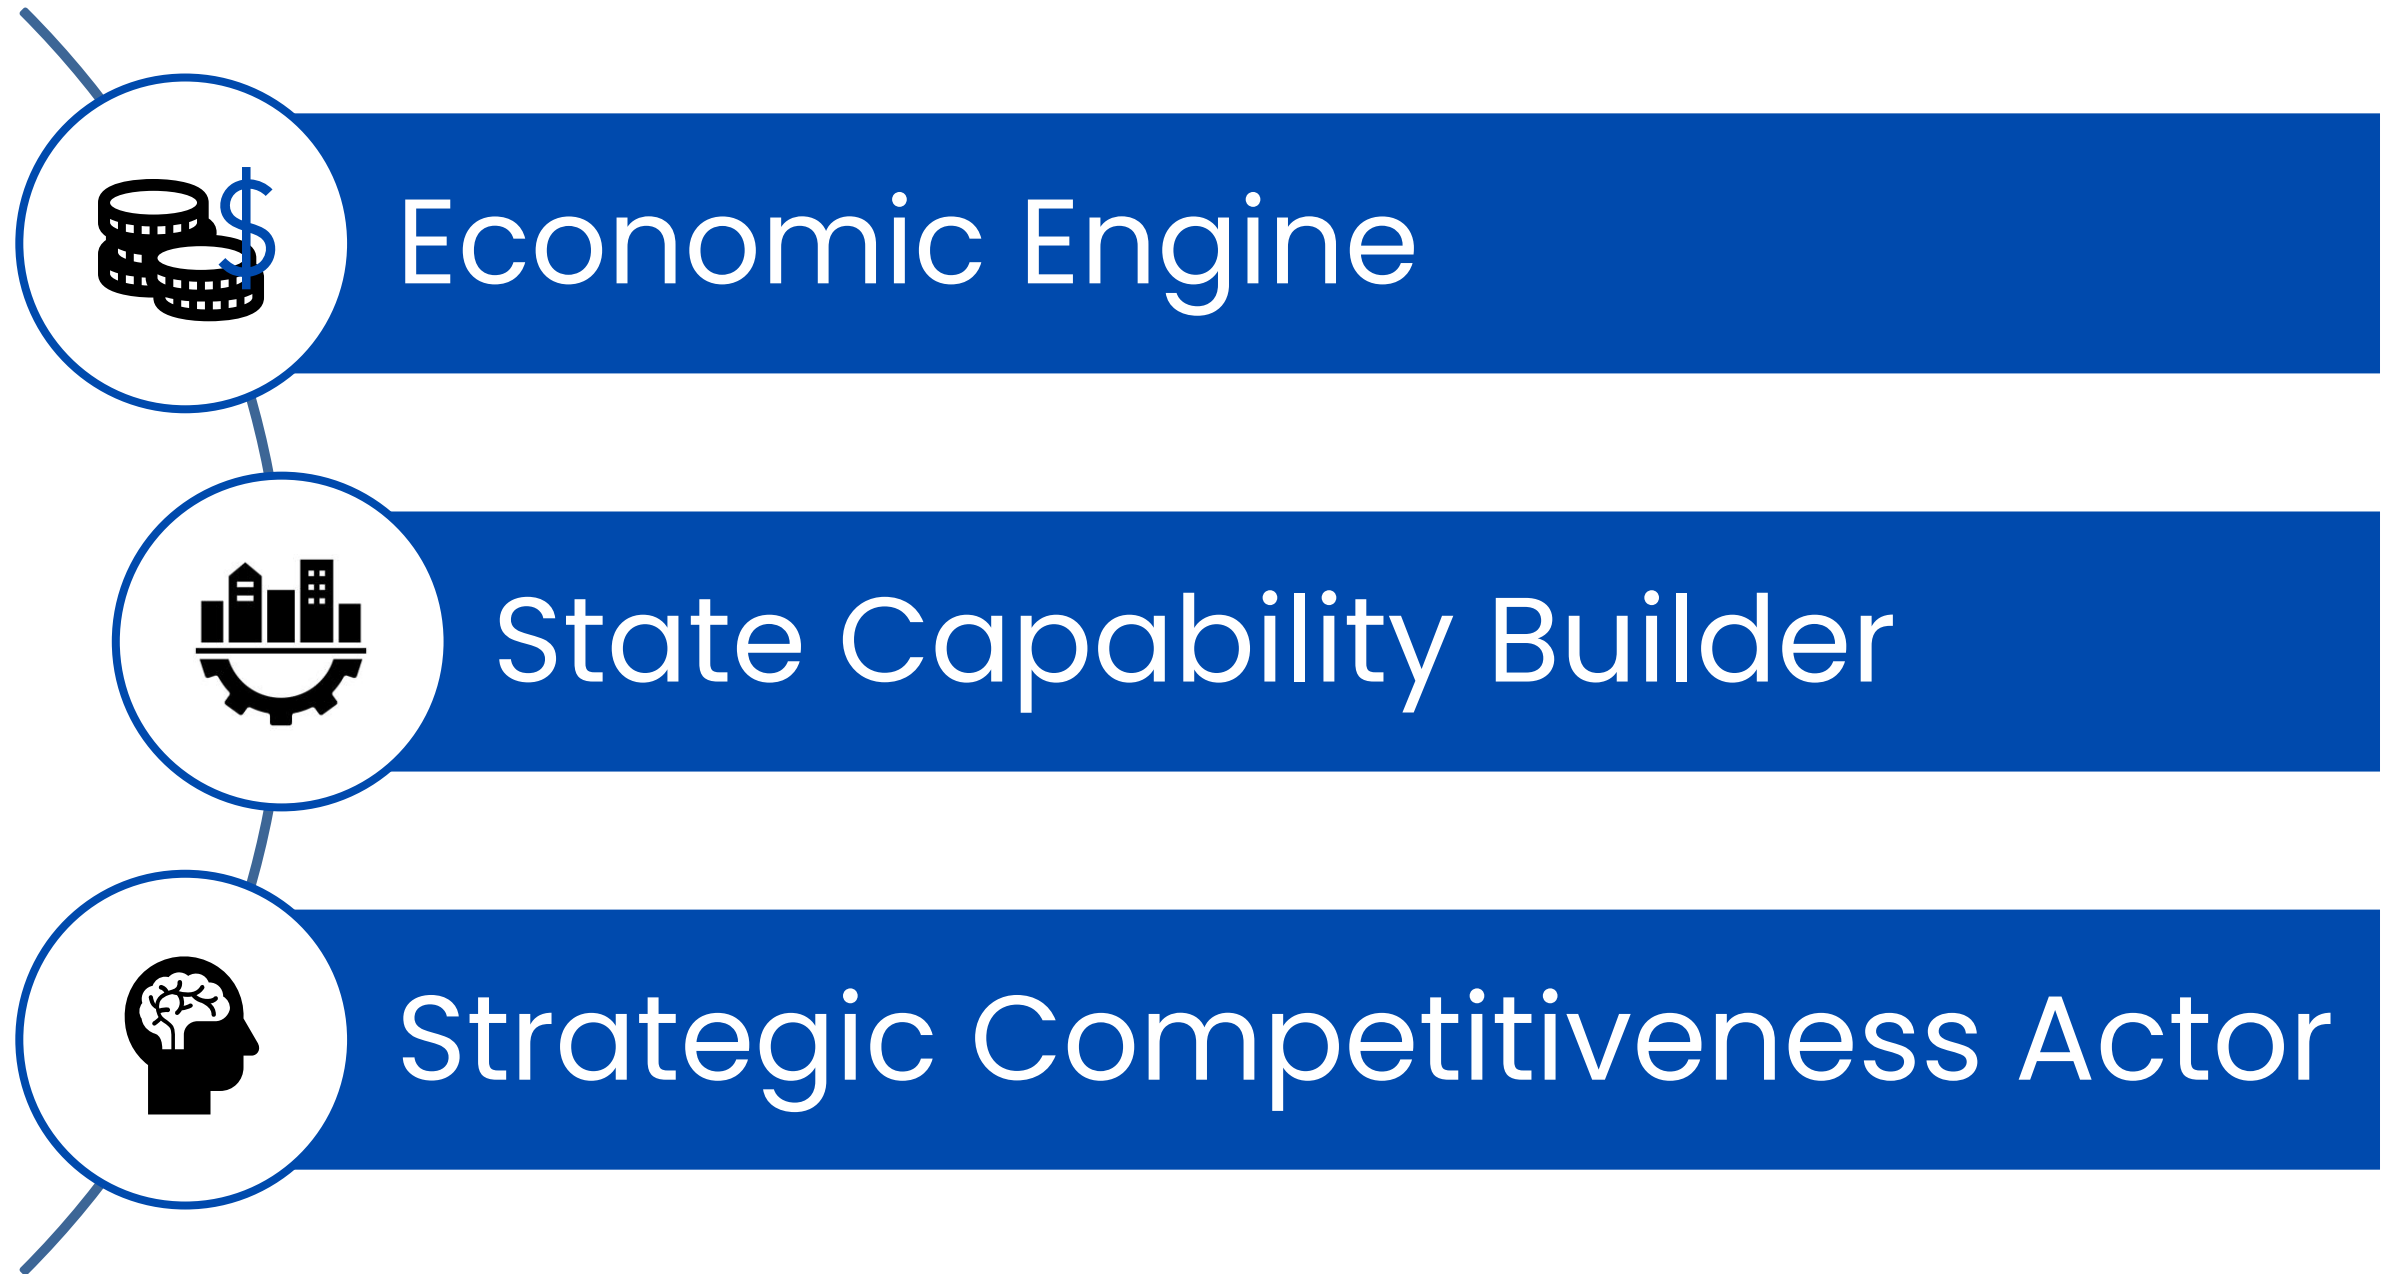 $
Economic Engine
State Capability Builder
Strategic Competitiveness Actor